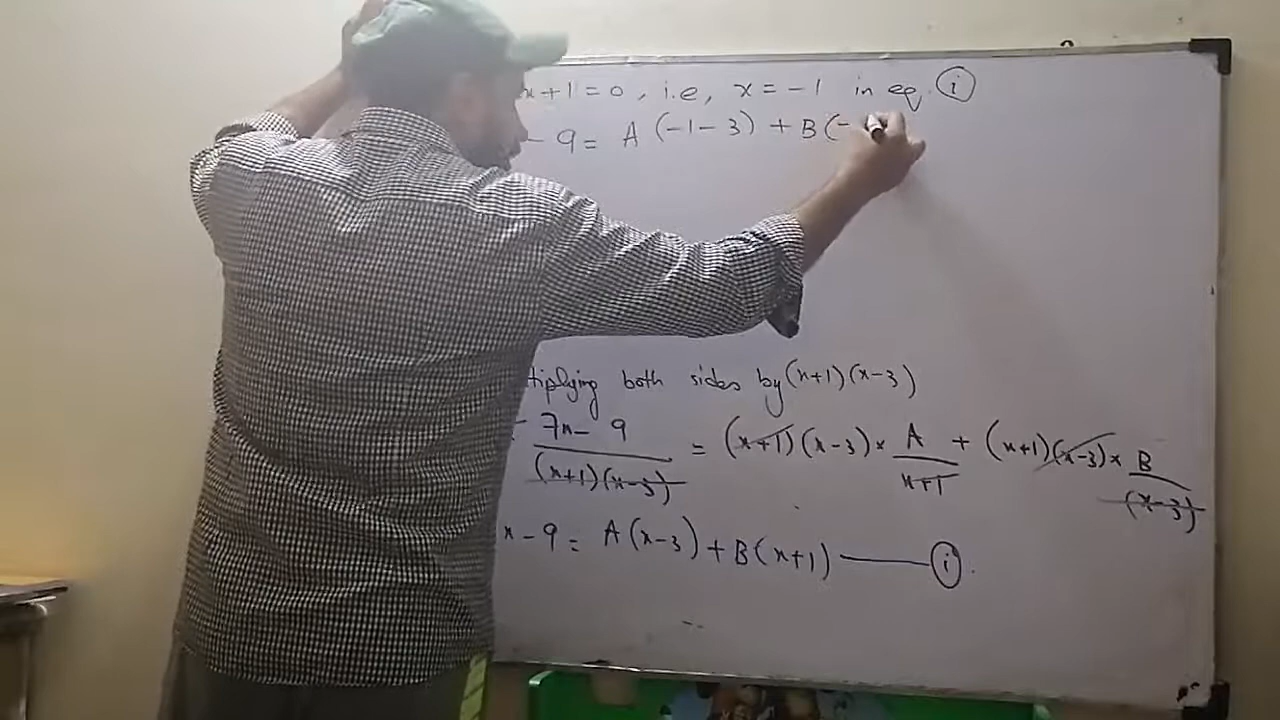 x+1=0, i.e, x=-1 in eq. (i)
-9= A(-1-3)+B(-
tiplying both sides by (x+1)(x-3)
7x-9/(x+1)(x-3) = (x+1)(x-3)× A/x+1 + (x+1)(x-3)× B/(x-3)
x-9= A(x-3)+B(x+1) —— (i).